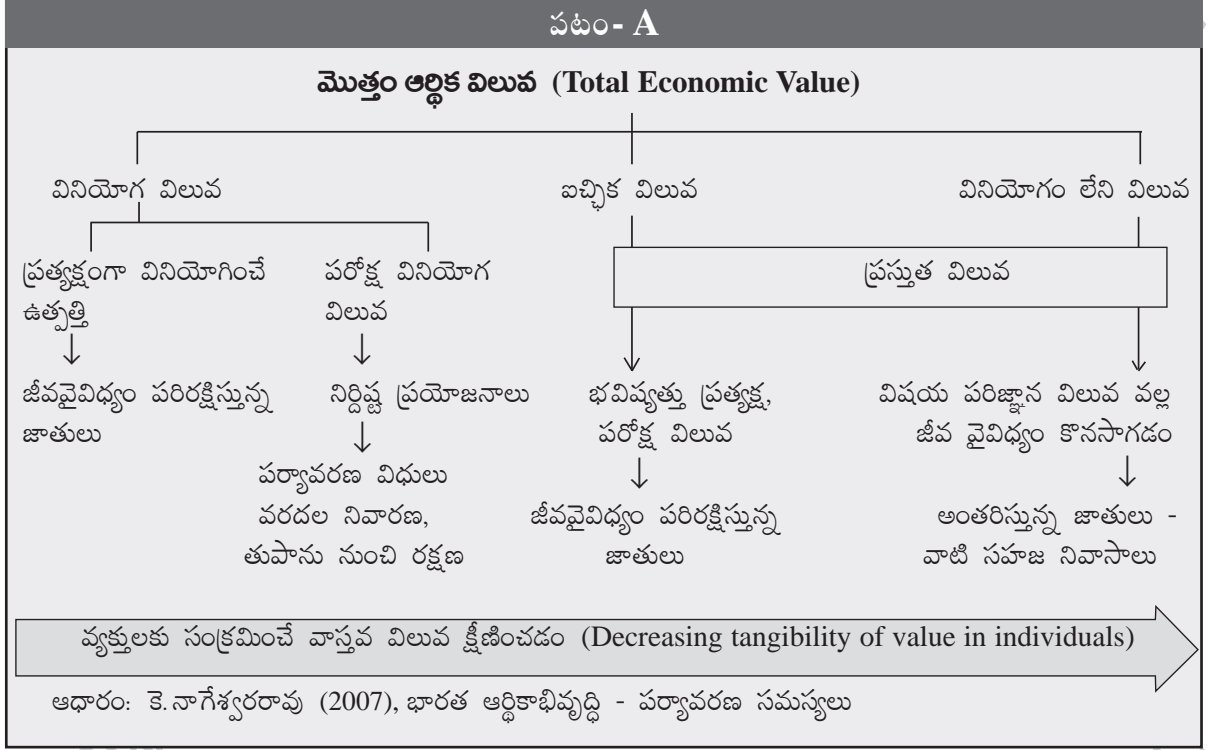 పటం- A
మొత్తం ఆర్థిక విలువ (Total Economic Value)
వినియోగ విలువ
ఐచ్ఛిక విలువ
వినియోగం లేని విలువ
ప్రత్యక్షంగా వినియోగించే
ఉత్పత్తి
పరోక్ష వినియోగ
విలువ
ప్రస్తుత విలువ
జీవవైవిధ్యం పరిరక్షిస్తున్న
జాతులు
నిర్దిష్ట ప్రయోజనాలు
పర్యావరణ విధులు
వరదల నివారణ,
తుపాను నుంచి రక్షణ
భవిష్యత్తు ప్రత్యక్ష,
పరోక్ష విలువ
జీవవైవిధ్యం పరిరక్షిస్తున్న
జాతులు
విషయ పరిజ్ఞాన విలువ వల్ల
జీవ వైవిధ్యం కొనసాగడం
అంతరిస్తున్న జాతులు -
వాటి సహజ నివాసాలు
వ్యక్తులకు సంక్రమించే వాస్తవ విలువ క్షీణించడం (Decreasing tangibility of value in individuals)
ఆధారం: కె.నాగేశ్వరరావు (2007), భారత ఆర్థికాభివృద్ధి - పర్యావరణ సమస్యలు